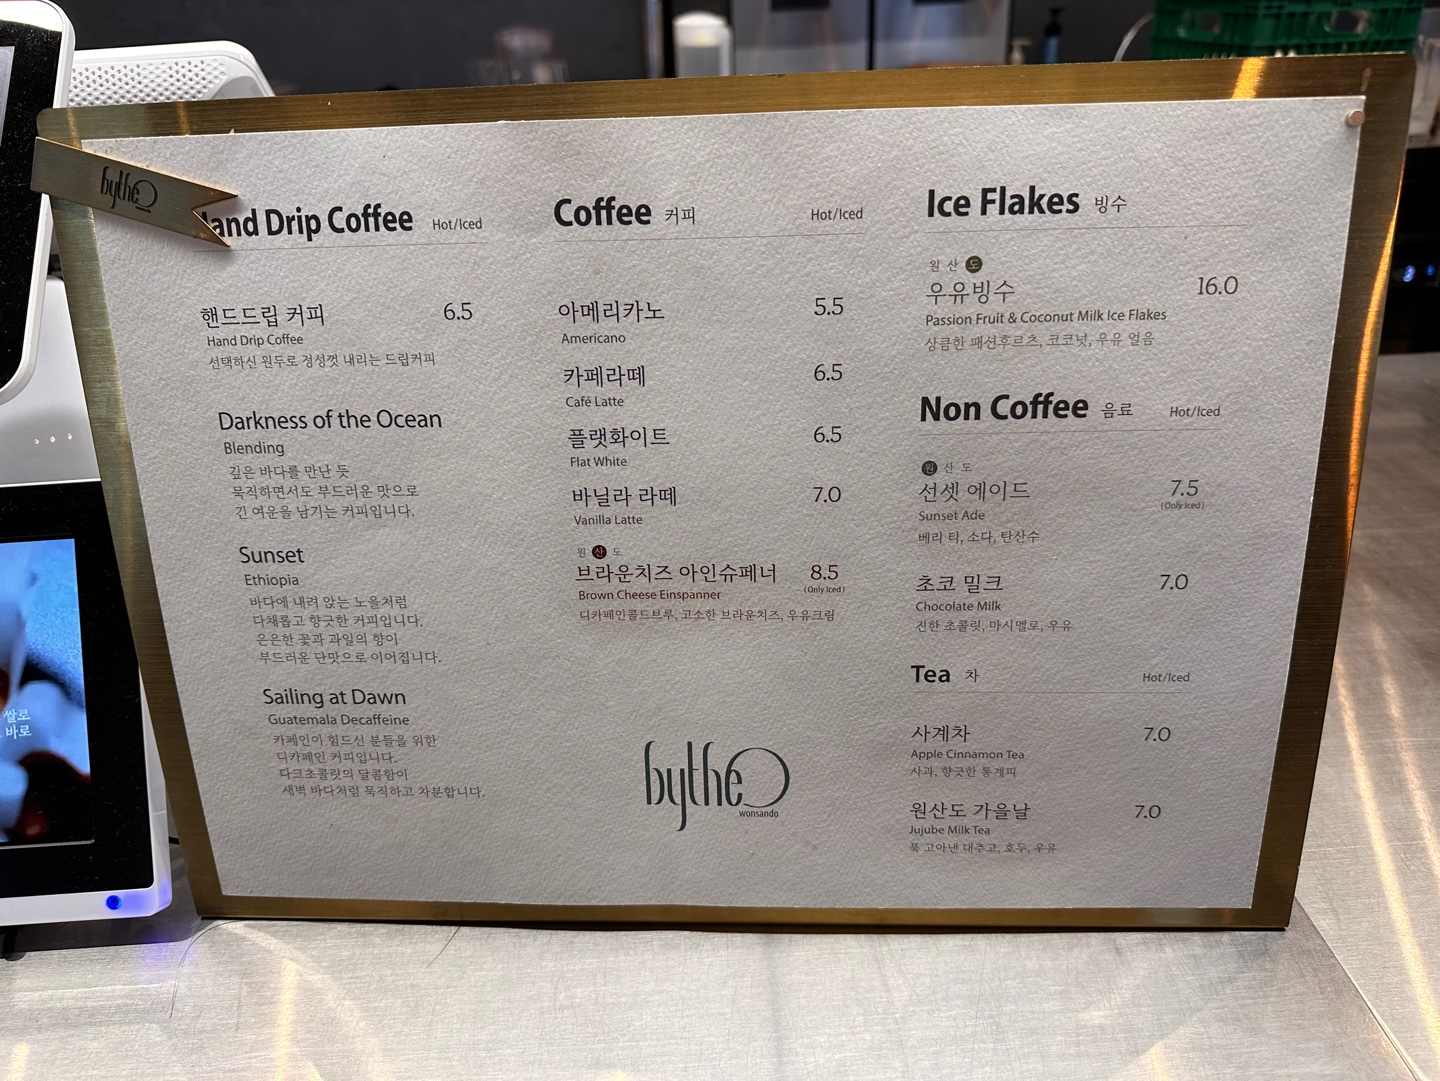 bytheO
Hand Drip Coffee Hot/Iced
핸드드립 커피 6.5
Hand Drip Coffee
선택하신 원두로 정성껏 내리는 드립커피
Darkness of the Ocean
Blending
깊은 바다를 만난 듯
묵직하면서도 부드러운 맛으로
긴 여운을 남기는 커피입니다.
Sunset
Ethiopia
바다에 내려 앉는 노을처럼
다채롭고 향긋한 커피입니다.
은은한 꽃과 과일의 향이
부드러운 단맛으로 이어집니다.
Sailing at Dawn
Guatemala Decaffeine
카페인이 힘드신 분들을 위한
디카페인 커피입니다.
다크초콜릿의 달콤함이
새벽 바다처럼 묵직하고 차분합니다.
Coffee 커피 Hot/Iced
아메리카노 5.5
Americano
카페라떼 6.5
Café Latte
플랫화이트 6.5
Flat White
바닐라 라떼 7.0
Vanilla Latte
원 산 도
브라운치즈 아인슈페너 8.5
Brown Cheese Einspanner (Only Iced)
디카페인콜드브루, 고소한 브라운치즈, 우유크림
bytheO
wonsando
Ice Flakes 빙수
원 산 도
우유빙수 16.0
Passion Fruit & Coconut Milk Ice Flakes
상큼한 패션후르츠, 코코넛, 우유 얼음
Non Coffee 음료 Hot/Iced
원 산 도
선셋 에이드 7.5
Sunset Ade (Only Iced)
베리 티, 소다, 탄산수
초코 밀크 7.0
Chocolate Milk
진한 초콜릿, 마시멜로, 우유
Tea 차 Hot/Iced
사계차 7.0
Apple Cinnamon Tea
사과, 향긋한 통계피
원산도 가을날 7.0
Jujube Milk Tea
푹 고아낸 대추고, 호두, 우유
쌀로
바로